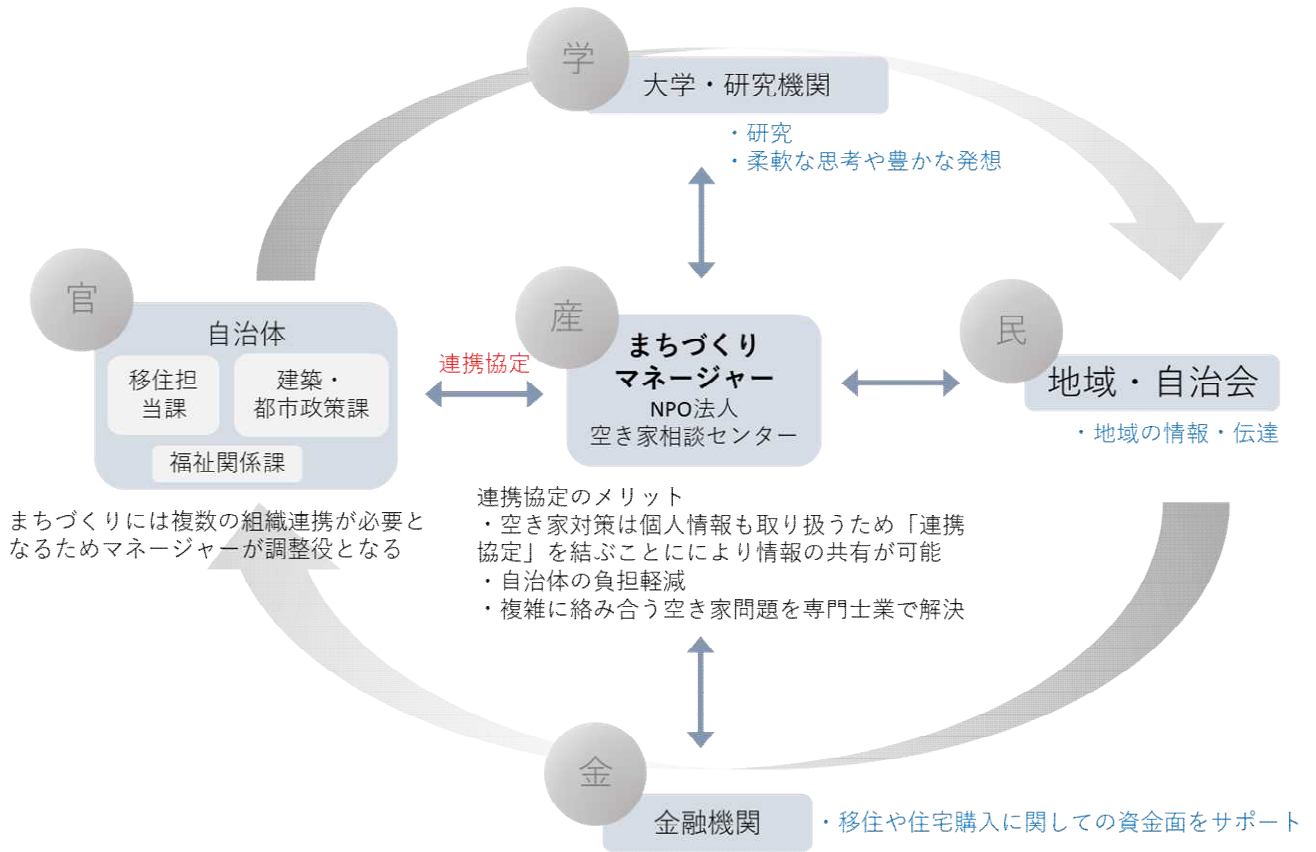 学
大学・研究機関
・研究
・柔軟な思考や豊かな発想
官
自治体
移住担
当課
建築・
都市政策課
福祉関係課
まちづくりには複数の組織連携が必要と
なるためマネージャーが調整役となる
連携協定
産
まちづくり
マネージャー
NPO法人
空き家相談センター
連携協定のメリット
・空き家対策は個人情報も取り扱うため「連携
協定」を結ぶことににより情報の共有が可能
・自治体の負担軽減
・複雑に絡み合う空き家問題を専門士業で解決
民
地域・自治会
・地域の情報・伝達
金
金融機関
・移住や住宅購入に関しての資金面をサポート